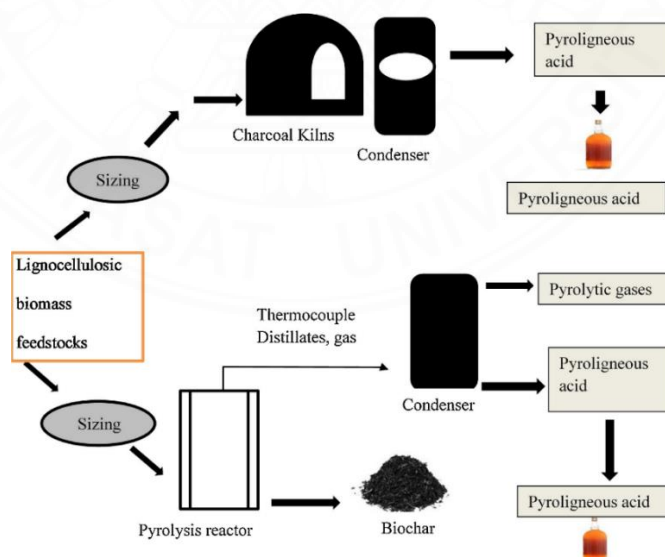 Pyroligneous
acid
Charcoal Kilns
Condenser
Sizing
Pyroligneous acid
Lignocellulosic
biomass
feedstocks
Thermocouple
Distillates, gas
Pyrolytic gases
Pyroligneous
acid
Condenser
Sizing
Pyroligneous acid
Pyrolysis reactor
Biochar